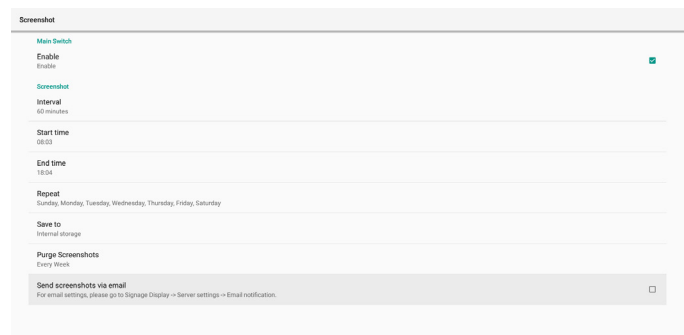 Screenshot
Main Switch
Enable
Enable
Screenshot
Interval
60 minutes
Start time
08:03
End time
18:04
Repeat
Sunday, Monday, Tuesday, Wednesday, Thursday, Friday, Saturday
Save to
Internal storage
Purge Screenshots
Every Week
Send screenshots via email
For email settings, please go to Signage Display -> Server settings -> Email notification.